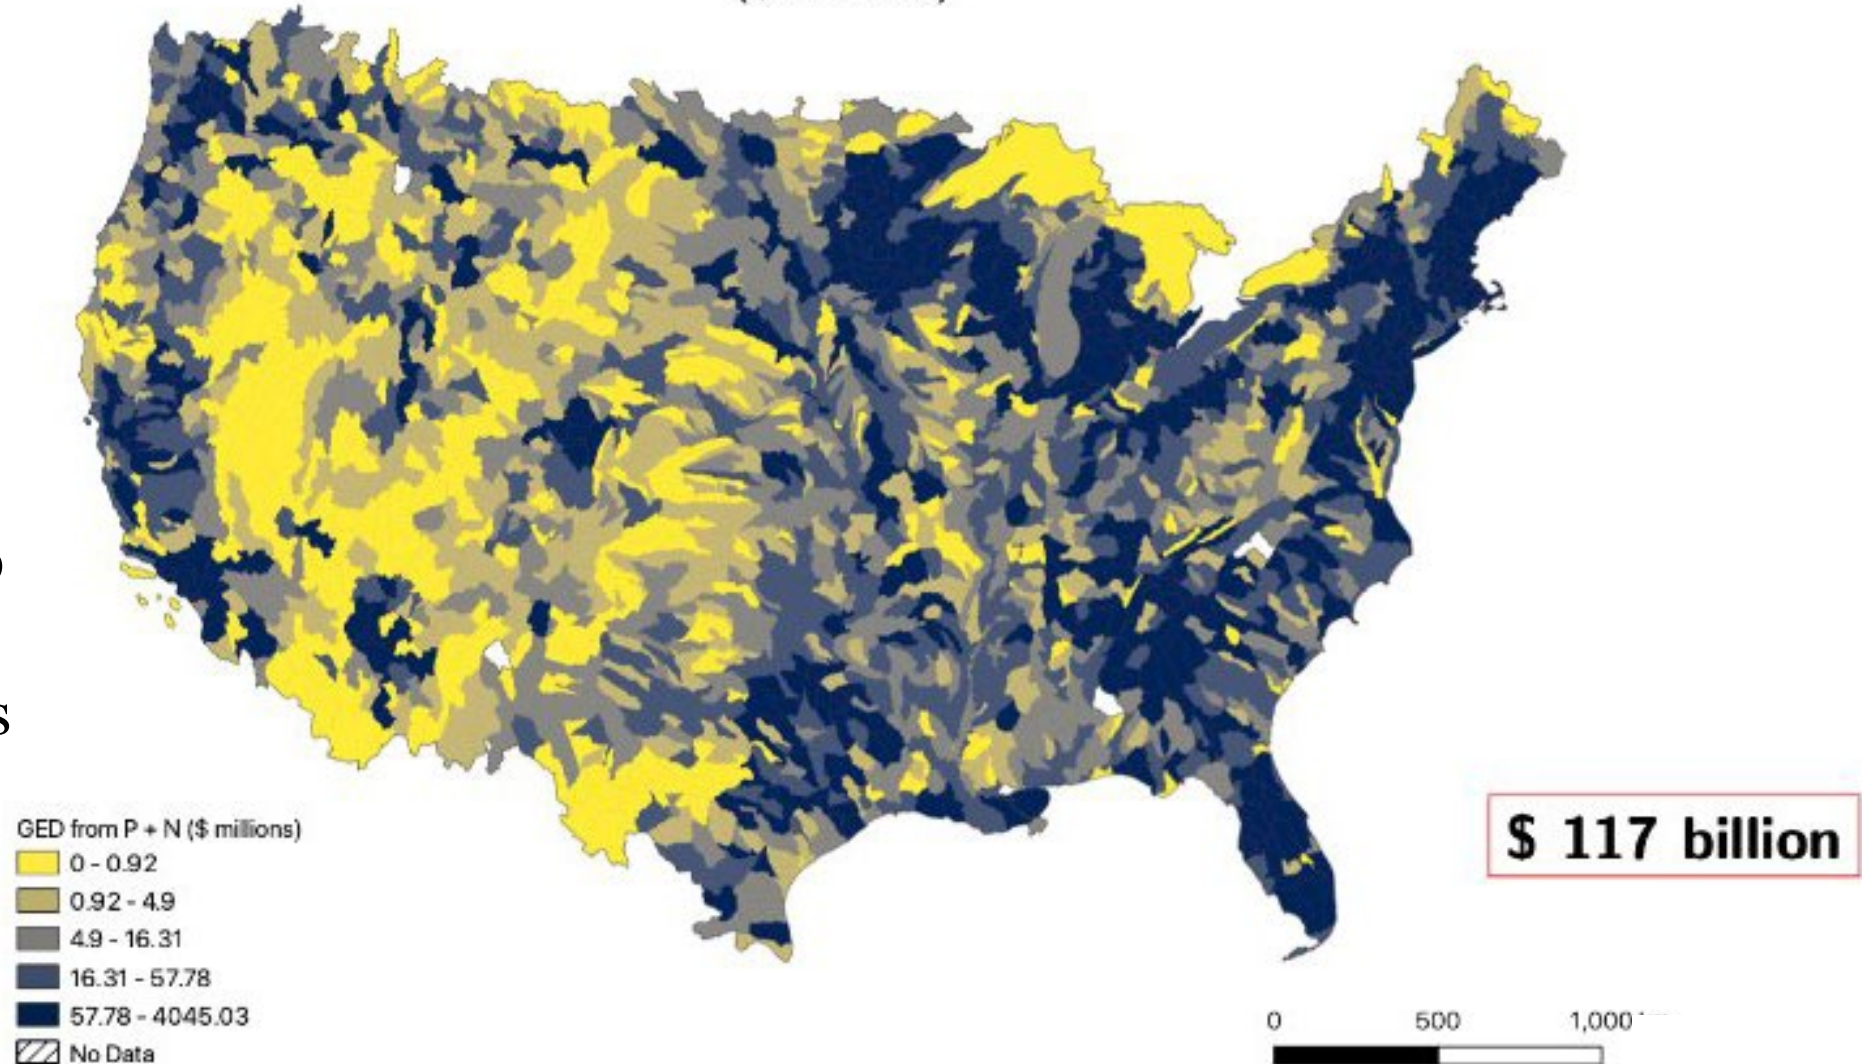 $ 117 billion
GED from P + N ($ millions)
0 - 0.92
0.92 - 4.9
4.9 - 16.31
16.31 - 57.78
57.78 - 4045.03
No Data
0 500 1,000